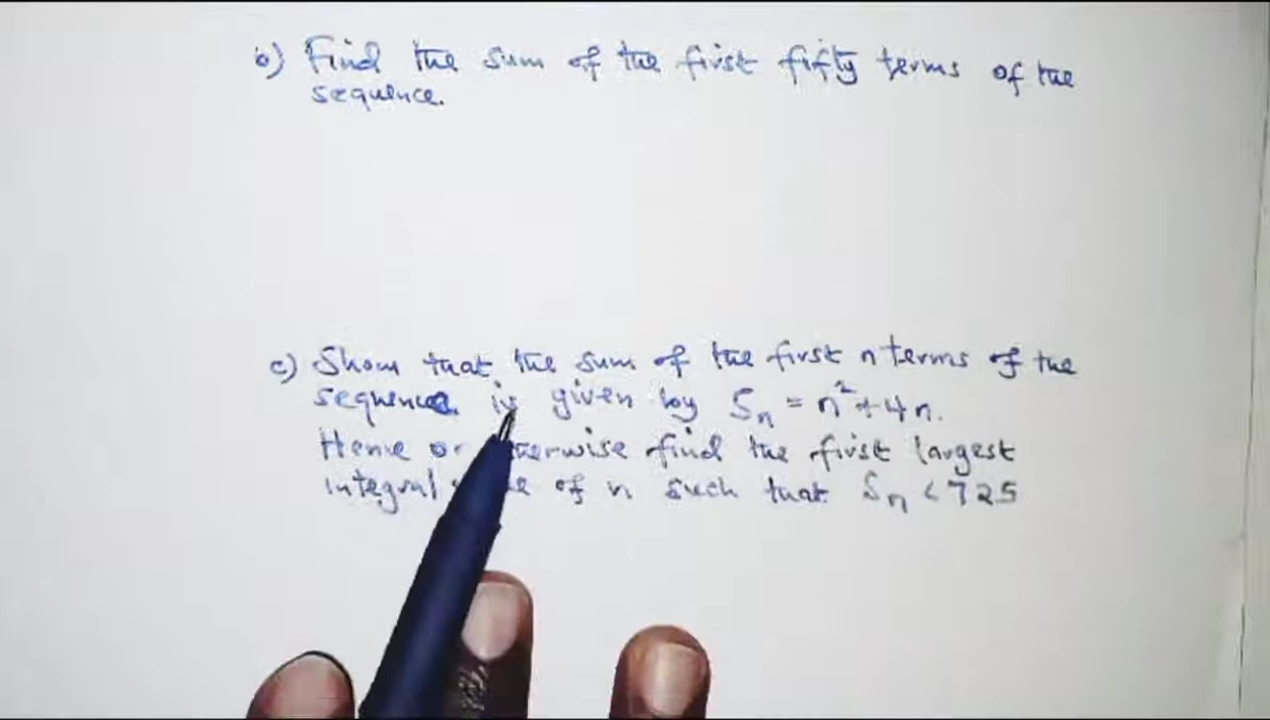 b) Find the sum of the first fifty terms of the
sequence.
c) Show that the sum of the first n terms of the
sequence is given by Sn = n²+4n.
Hence or terwise find the first largest
integral of n such that Sn < 725